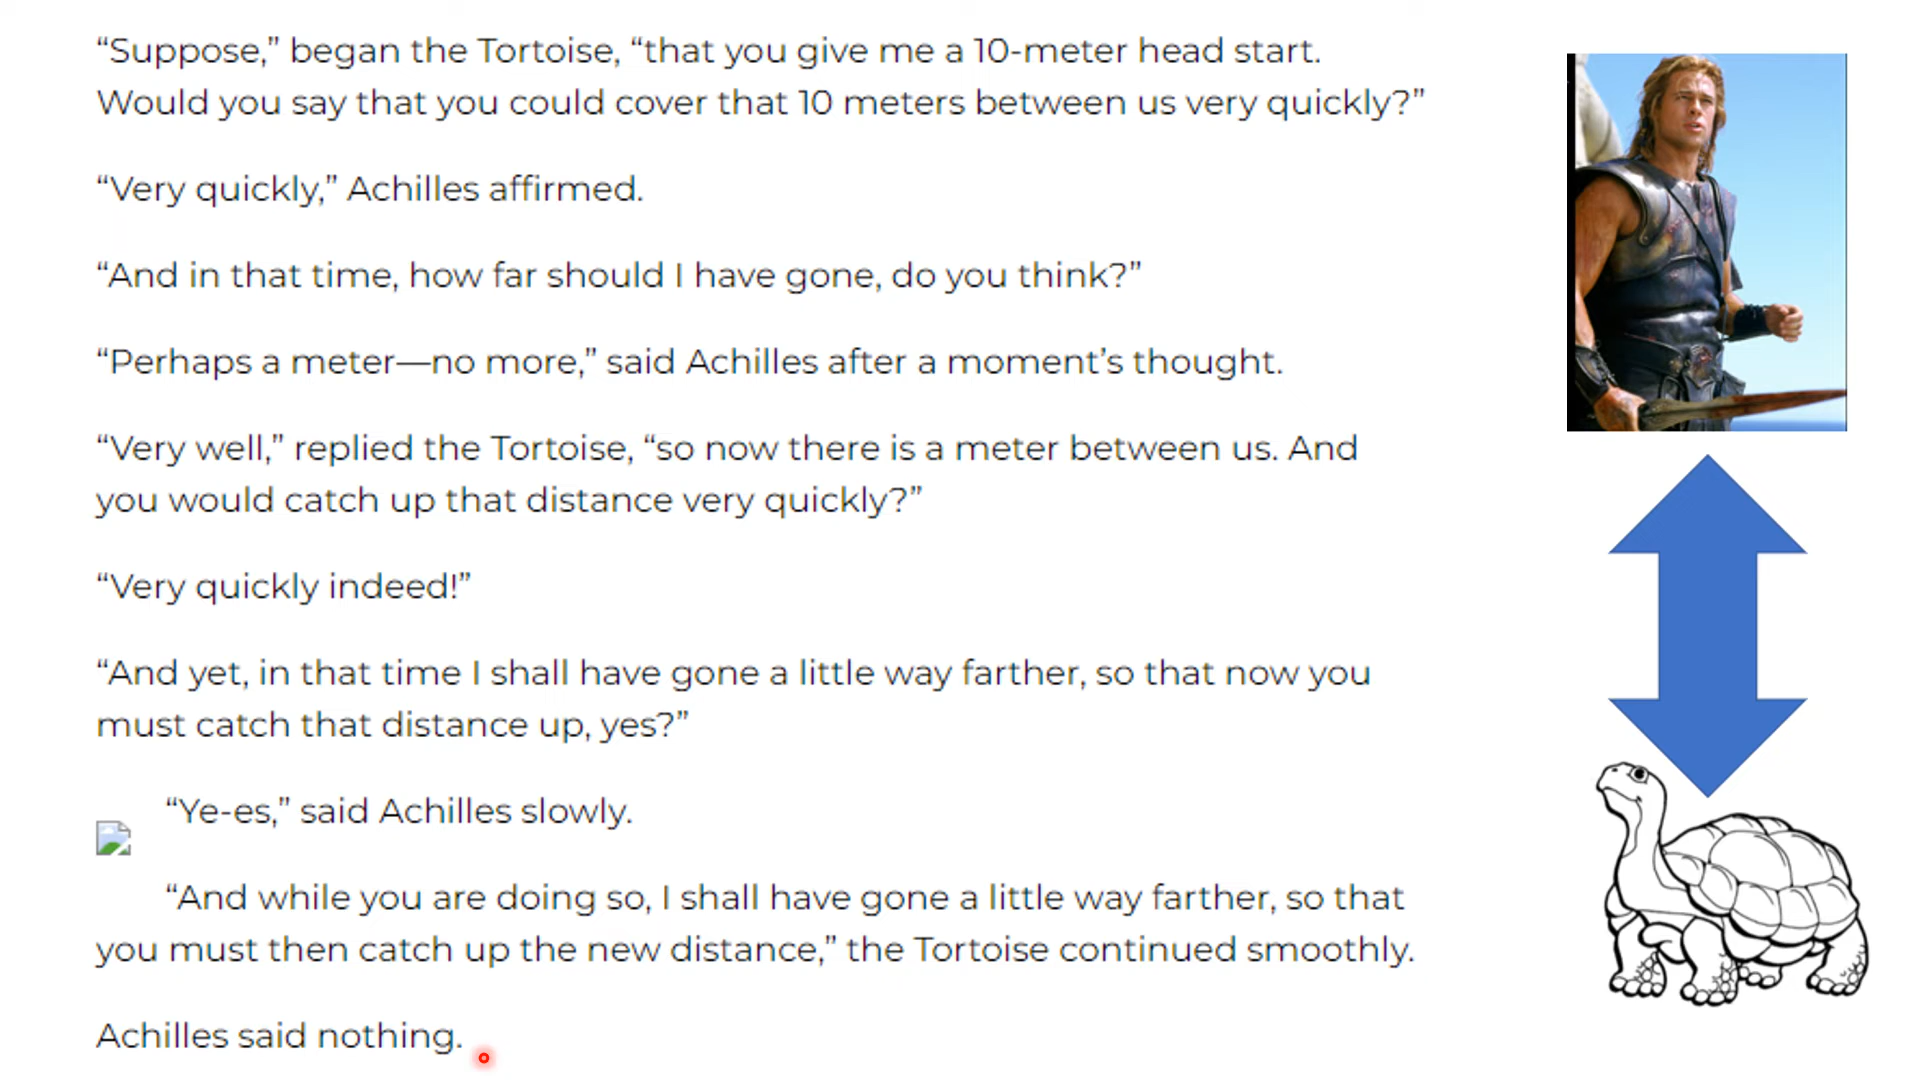 “Suppose,” began the Tortoise, “that you give me a 10-meter head start.
Would you say that you could cover that 10 meters between us very quickly?”
“Very quickly,” Achilles affirmed.
“And in that time, how far should I have gone, do you think?”
“Perhaps a meter—no more,” said Achilles after a moment’s thought.
“Very well,” replied the Tortoise, “so now there is a meter between us. And
you would catch up that distance very quickly?”
“Very quickly indeed!”
“And yet, in that time I shall have gone a little way farther, so that now you
must catch that distance up, yes?”
“Ye-es,” said Achilles slowly.
“And while you are doing so, I shall have gone a little way farther, so that
you must then catch up the new distance,” the Tortoise continued smoothly.
Achilles said nothing.